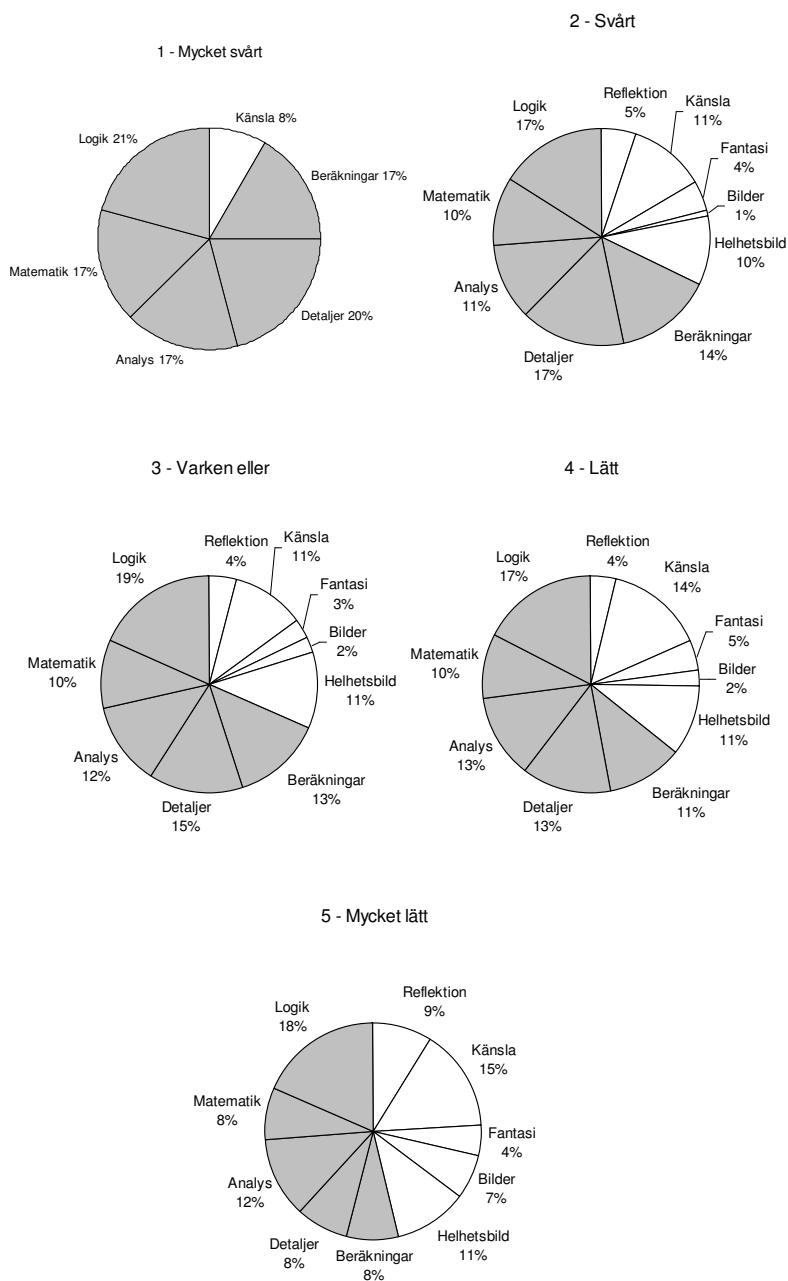 1 - Mycket svårt
Känsla 8%
Beräkningar 17%
Detaljer 20%
Analys 17%
Matematik 17%
Logik 21%
2 - Svårt
Reflektion
5%
Känsla
11%
Fantasi
4%
Bilder
1%
Helhetsbild
10%
Beräkningar
14%
Detaljer
17%
Analys
11%
Matematik
10%
Logik
17%
3 - Varken eller
Reflektion
4%
Känsla
11%
Fantasi
3%
Bilder
2%
Helhetsbild
11%
Beräkningar
13%
Detaljer
15%
Analys
12%
Matematik
10%
Logik
19%
4 - Lätt
Reflektion
4%
Känsla
14%
Fantasi
5%
Bilder
2%
Helhetsbild
11%
Beräkningar
11%
Detaljer
13%
Analys
13%
Matematik
10%
Logik
17%
5 - Mycket lätt
Reflektion
9%
Känsla
15%
Fantasi
4%
Bilder
7%
Helhetsbild
11%
Beräkningar
8%
Detaljer
8%
Analys
12%
Matematik
8%
Logik
18%